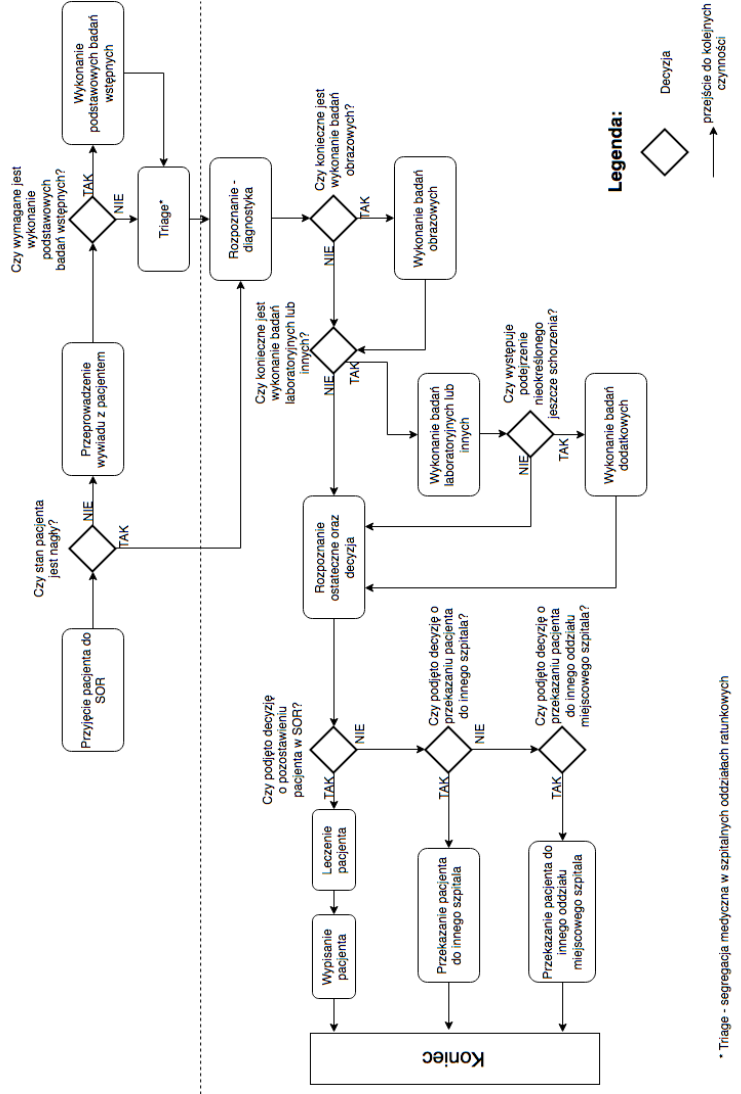 Przyjęcie pacjenta do
SOR
Czy stan pacjenta
jest nagły?
NIE
TAK
Przeprowadzenie
wywiadu z pacjentem
Czy wymagane jest
wykonanie
podstawowych
badań wstępnych?
TAK
NIE
Wykonanie
podstawowych badań
wstępnych
Triage*
Rozpoznanie -
diagnostyka
Czy konieczne jest
wykonanie badań
obrazowych?
NIE
TAK
Wykonanie badań
obrazowych
Czy konieczne jest
wykonanie badań
laboratoryjnych lub
innych?
NIE
TAK
Wykonanie badań
laboratoryjnych lub
innych
Czy występuje
podejrzenie
nieokreślonego
jeszcze schorzenia?
NIE
TAK
Wykonanie badań
dodatkowych
Rozpoznanie
ostateczne oraz
decyzja
Czy podjęto decyzję
o pozostawieniu
pacjenta w SOR?
TAK
NIE
Leczenie
pacjenta
Wypisanie
pacjenta
Czy podjęto decyzję o
przekazaniu pacjenta
do innego szpitala?
TAK
NIE
Przekazanie pacjenta
do innego szpitala
Czy podjęto decyzję o
przekazaniu pacjenta
do innego oddziału
miejscowego szpitala?
TAK
Przekazanie pacjenta do
innego oddziału
miejscowego szpitala
Koniec
Legenda:
Decyzja
przejście do kolejnych
czynności
* Triage - segregacja medyczna w szpitalnych oddziałach ratunkowych